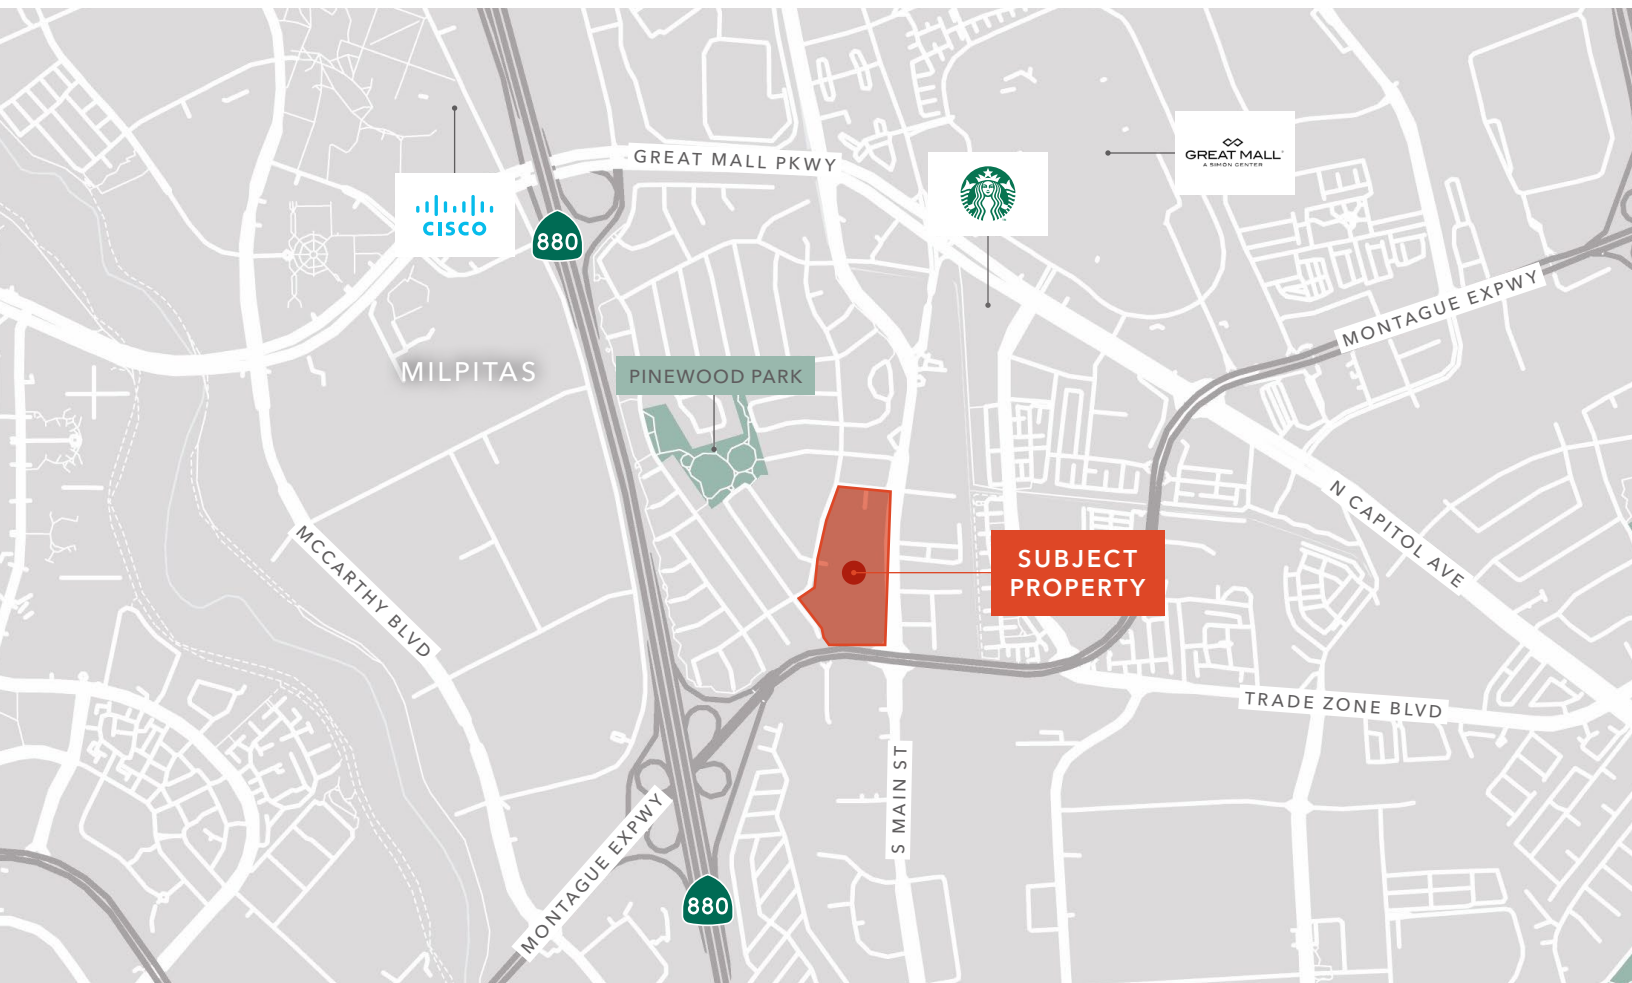 GREAT MALL PKWY
GREAT MALL
A SIMON CENTER
CISCO
880
MONTAGUE EXPWY
MILPITAS
PINEWOOD PARK
N CAPITOL AVE
SUBJECT
PROPERTY
MCCARTHY BLVD
TRADE ZONE BLVD
S MAIN ST
MONTAGUE EXPWY
880